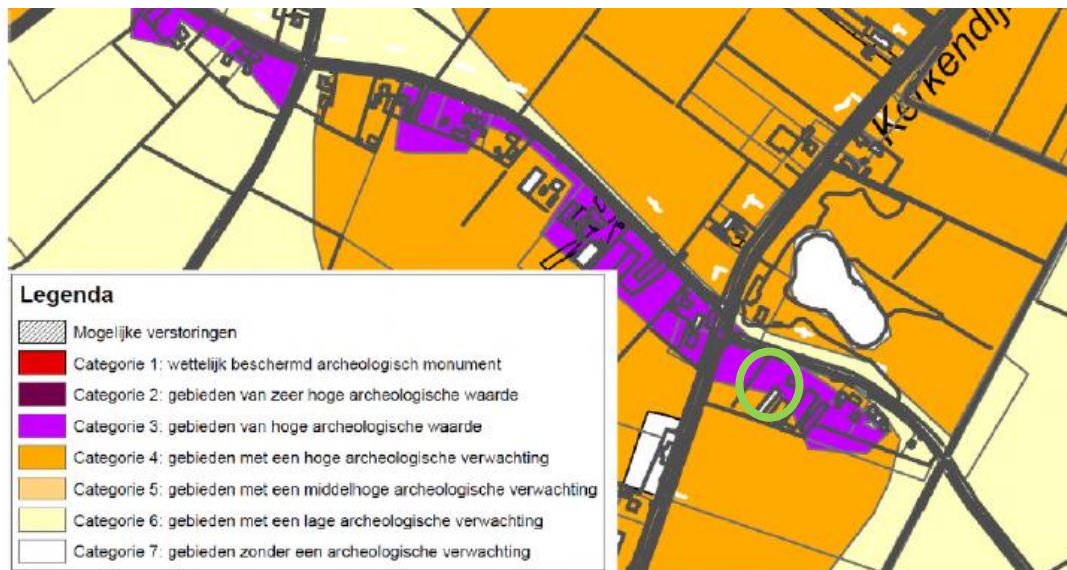 Kerkendij
Legenda
Mogelijke verstoringen
Categorie 1: wettelijk beschermd archeologisch monument
Categorie 2: gebieden van zeer hoge archeologische waarde
Categorie 3: gebieden van hoge archeologische waarde
Categorie 4: gebieden met een hoge archeologische verwachting
Categorie 5: gebieden met een middelhoge archeologische verwachting
Categorie 6: gebieden met een lage archeologische verwachting
Categorie 7: gebieden zonder een archeologische verwachting